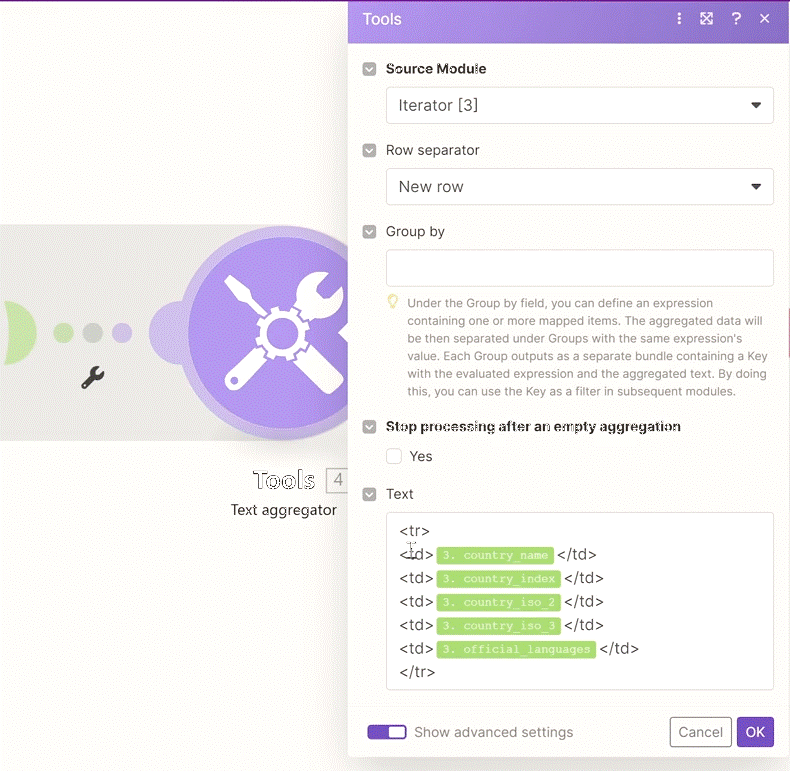 Tools
Source Module
Iterator [3]
Row separator
New row
Group by
Under the Group by field, you can define an expression
containing one or more mapped items. The aggregated data will
be then separated under Groups with the same expression's
value. Each Group outputs as a separate bundle containing a Key
with the evaluated expression and the aggregated text. By doing
this, you can use the Key as a filter in subsequent modules.
Stop processing after an empty aggregation
Yes
Tools 4
Text aggregator
Text
<tr>
<td> 3. country_name </td>
<td> 3. country_index </td>
<td> 3. country_iso_2 </td>
<td> 3. country_iso_3 </td>
<td> 3. official_languages </td>
</tr>
Show advanced settings
Cancel
OK